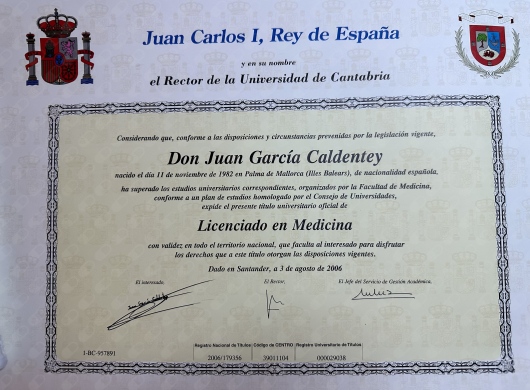 Juan Carlos I, Rey de España
y en su nombre
el Rector de la Universidad de Cantabria
Considerando que, conforme a las disposiciones y circunstancias prevenidas por la legislación vigente,
Don Juan García Caldentey
nacido el día 11 de noviembre de 1982 en Palma de Mallorca (Illes Balears), de nacionalidad española,
ha superado los estudios universitarios correspondientes, organizados por la Facultad de Medicina,
conforme a un plan de estudios homologado por el Consejo de Universidades,
expide el presente título universitario oficial de
Licenciado en Medicina
con validez en todo el territorio nacional, que faculta al interesado para disfrutar
los derechos que a este título otorgan las disposiciones vigentes.
Dado en Santander, a 3 de agosto de 2006
El interesado, El Rector, El Jefe del Servicio de Gestión Académica,
1-BC-957891
Registro Nacional de Títulos Código de CENTRO Registro Universitario de Títulos
2006/179356 39011104 000029038